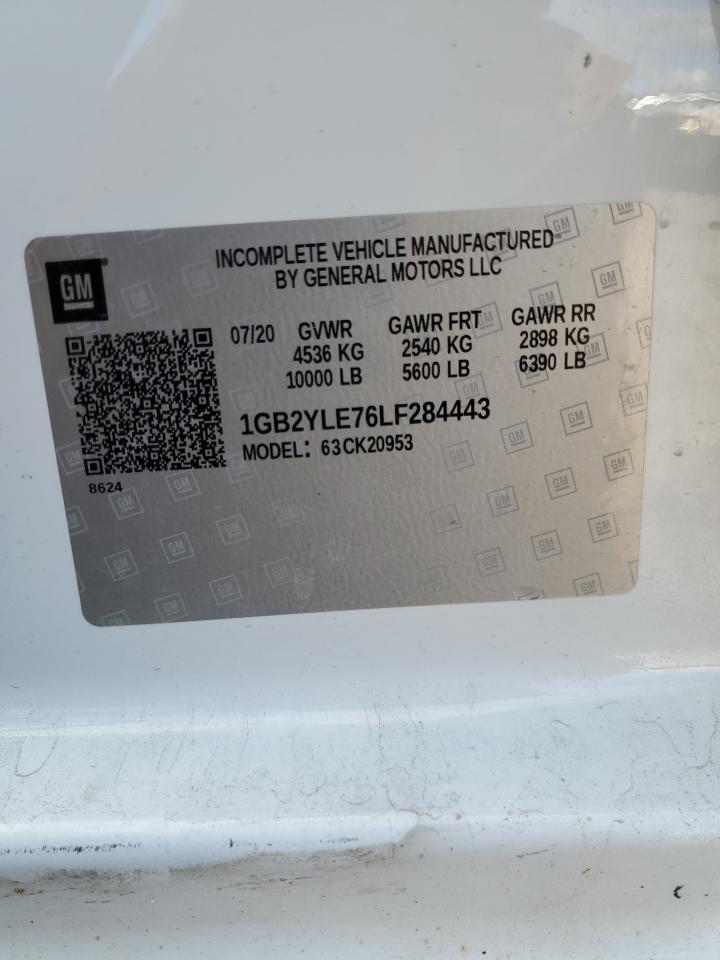 GM
INCOMPLETE VEHICLE MANUFACTURED
BY GENERAL MOTORS LLC
07/20 GVWR GAWR FRT GAWR RR
4536 KG 2540 KG 2898 KG
10000 LB 5600 LB 6390 LB
1GB2YLE76LF284443
MODEL: 63CK20953
8624